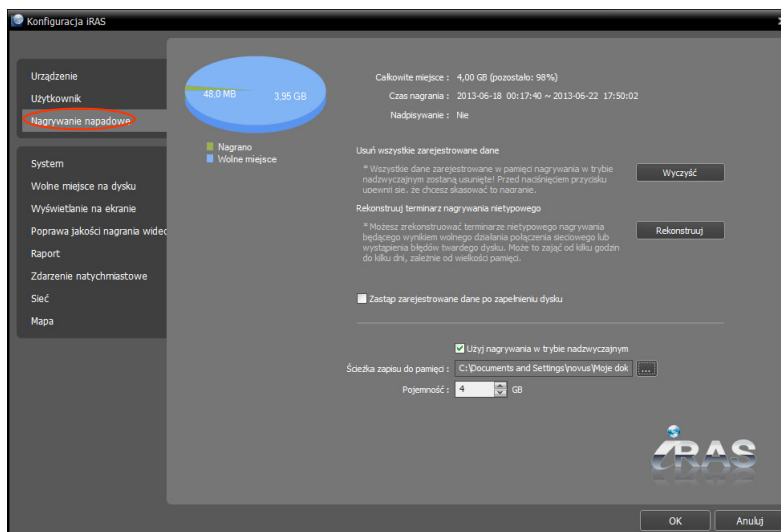 Konfiguracja iRAS
Urządzenie
Użytkownik
Nagrywanie napadowe
System
Wolne miejsce na dysku
Wyświetlanie na ekranie
Poprawa jakości nagrania widec
Raport
Zdarzenie natychmiastowe
Sieć
Mapa
48,0 MB
3,95 GB
Nagrano
Wolne miejsce
Całkowite miejsce : 4,00 GB (pozostało: 98%)
Czas nagrania : 2013-06-18 00:17:40 ~ 2013-06-22 17:50:02
Nadpisywanie : Nie
Usuń wszystkie zarejestrowane dane
* Wszystkie dane zarejestrowane w pamięci nagrywania w trybie
nadzwyczajnym zostaną usunięte! Przed naciśnięciem przycisku
upewnij się, że chcesz skasować to nagranie.
Wyczyść
Rekonstruuj terminarz nagrywania nietypowego
* Możesz zrekonstruować terminarze nietypowego nagrywania
będącego wynikiem wolnego działania połączenia sieciowego lub
wystąpienia błędów twardego dysku. Może to zająć od kilku godzin
do kilku dni, zależnie od wielkości pamięci.
Rekonstruuj
Zastąp zarejestrowane dane po zapełnieniu dysku
Użyj nagrywania w trybie nadzwyczajnym
Ścieżka zapisu do pamięci : C:\Documents and Settings\novus\Moje dok ...
Pojemność : 4 GB
iRAS
OK
Anuluj